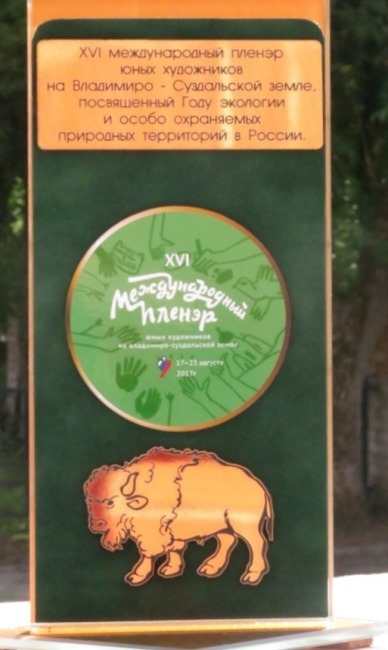 XVI международный пленэр
юных художников
на Владимиро - Суздальской земле,
посвященный Году экологии
и особо охраняемых
природных территорий в России.
XVI
Международный
пленэр
юных художников
на владимиро-суздальской земле
17-23 августа
2017г